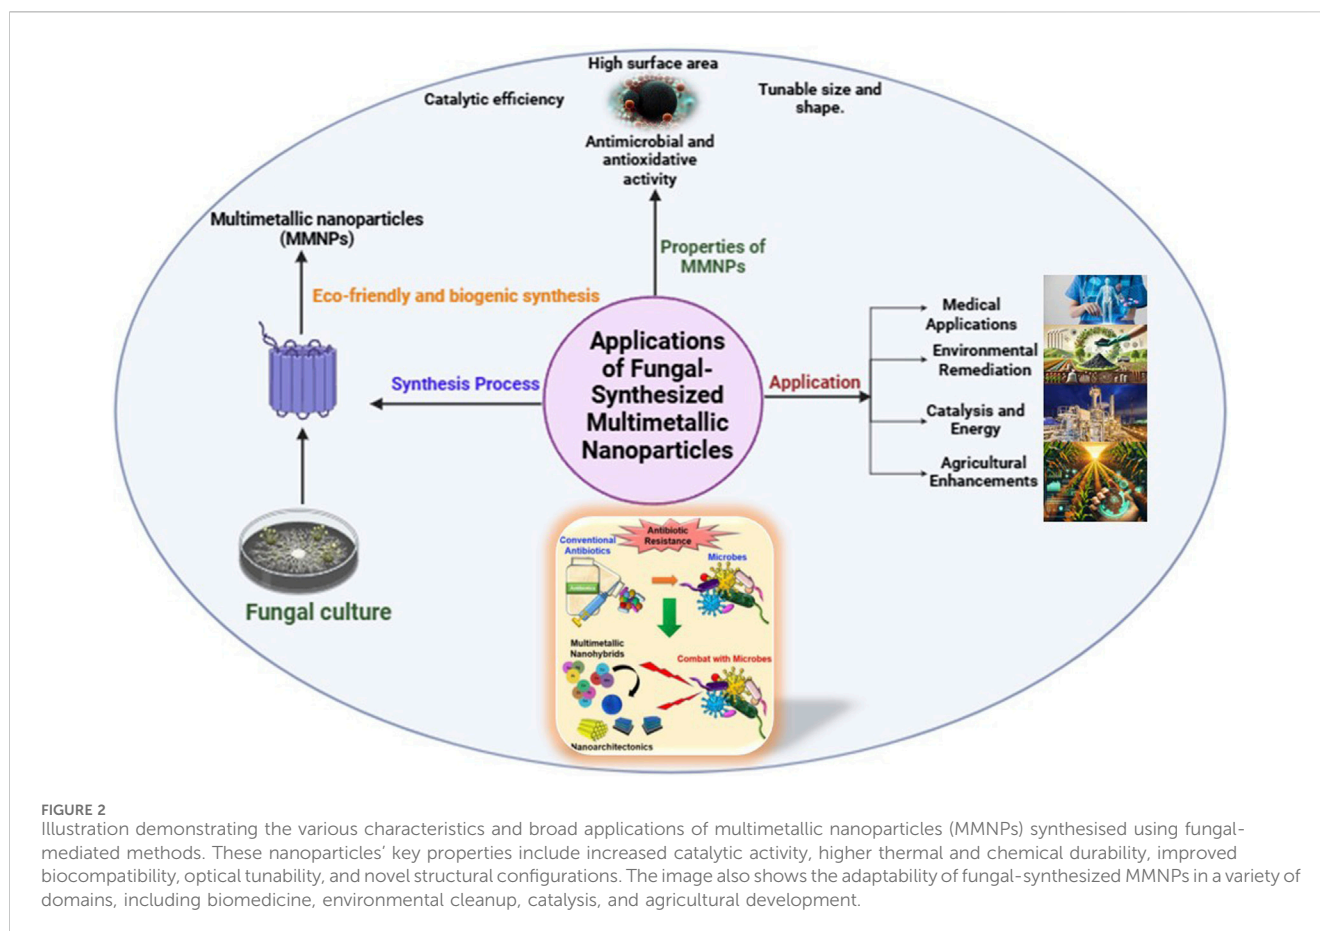 High surface area
Catalytic efficiency
Tunable size and
shape.
Antimicrobial and
antioxidative
activity
Multimetallic nanoparticles
(MMNPs)
Properties of
MMNPs
Eco-friendly and biogenic synthesis
Applications
of Fungal-
Synthesized
Multimetallic
Nanoparticles
Synthesis Process
Application
Medical
Applications
Environmental
Remediation
Catalysis and
Energy
Agricultural
Enhancements
Fungal culture
Antibiotic
Resistance
Conventional
Antibiotics
Microbes
Antibiotics
Multimetallic
Nanohybrids
Combat with Microbes
Nanoarchitectonics
FIGURE 2
Illustration demonstrating the various characteristics and broad applications of multimetallic nanoparticles (MMNPs) synthesised using fungal-
mediated methods. These nanoparticles’ key properties include increased catalytic activity, higher thermal and chemical durability, improved
biocompatibility, optical tunability, and novel structural configurations. The image also shows the adaptability of fungal-synthesized MMNPs in a variety of
domains, including biomedicine, environmental cleanup, catalysis, and agricultural development.